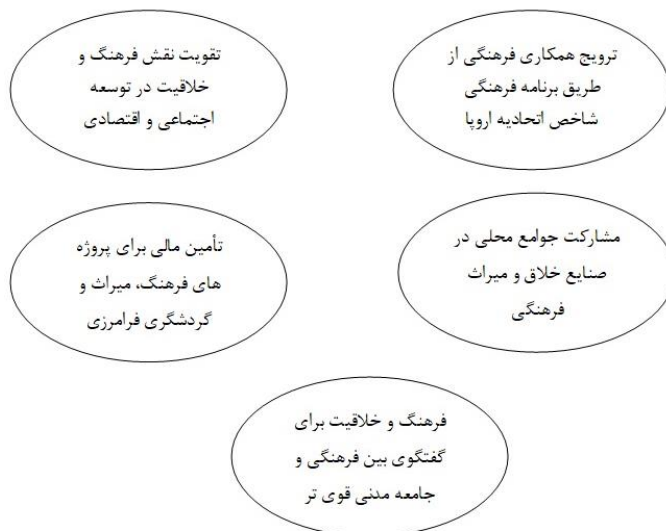 ترویج همکاری فرهنگی از
طریق برنامه فرهنگی
شاخص اتحادیه اروپا
تقویت نقش فرهنگ و
خلاقیت در توسعه
اجتماعی و اقتصادی
مشارکت جوامع محلی در
صنایع خلاق و میراث
فرهنگی
تأمین مالی برای پروژه
های فرهنگ، میراث و
گردشگری فرامرزی
فرهنگ و خلاقیت برای
گفتگوی بین فرهنگی و
جامعه مدنی قوی تر